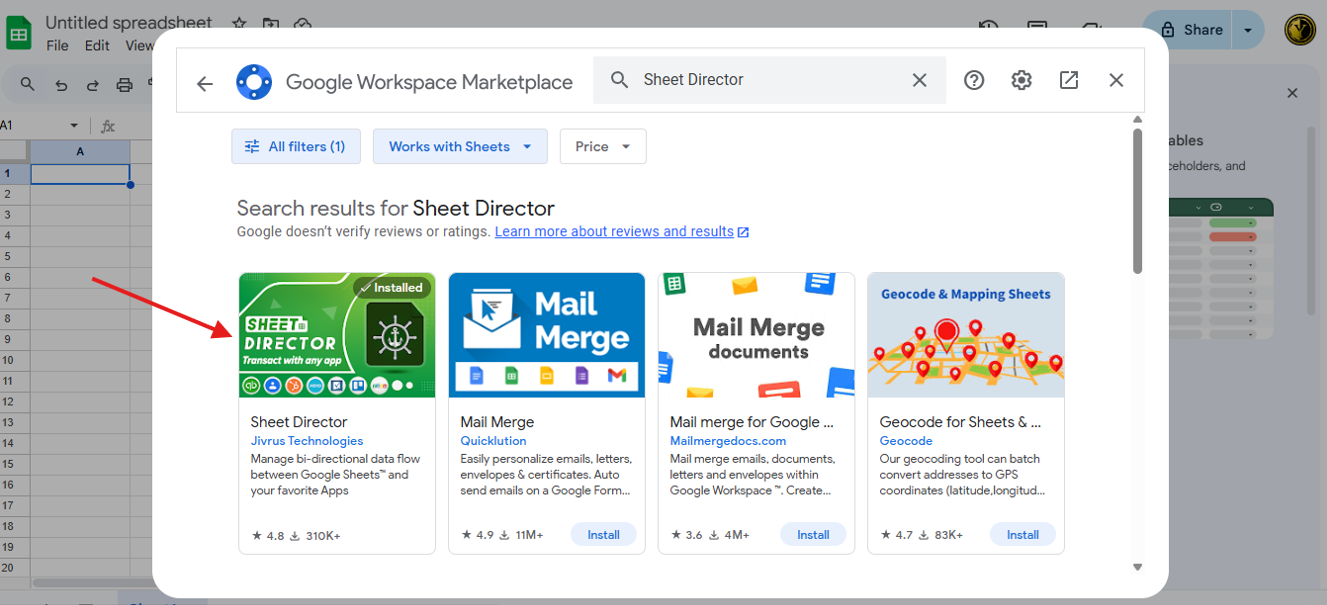 Untitled spreadsheet
File Edit View
Share
Google Workspace Marketplace
Sheet Director
A1
fx
All filters (1)
Works with Sheets
Price
Search results for Sheet Director
Google doesn't verify reviews or ratings. Learn more about reviews and results
A
1
2
3
4
5
6
7
8
9
10
11
12
13
14
15
16
17
18
19
20
Installed
SHEET
DIRECTOR
Transact with any app
Sheet Director
Jivrus Technologies
Manage bi-directional data flow
between Google Sheets™ and
your favorite Apps
4.8 310K+
Mail
Merge
Mail Merge
Quicklution
Easily personalize emails, letters,
envelopes & certificates. Auto
send emails on a Google Form...
4.9 11M+ Install
Mail Merge
documents
Mail merge for Google ...
Mailmergedocs.com
Mail merge emails, documents,
letters and envelopes within
Google Workspace ™. Create...
3.6 4M+ Install
Geocode & Mapping Sheets
Geocode for Sheets & ...
Geocode
Our geocoding tool can batch
convert addresses to GPS
coordinates (latitude,longitud...
4.7 83K+ Install
ables
ceholders, and